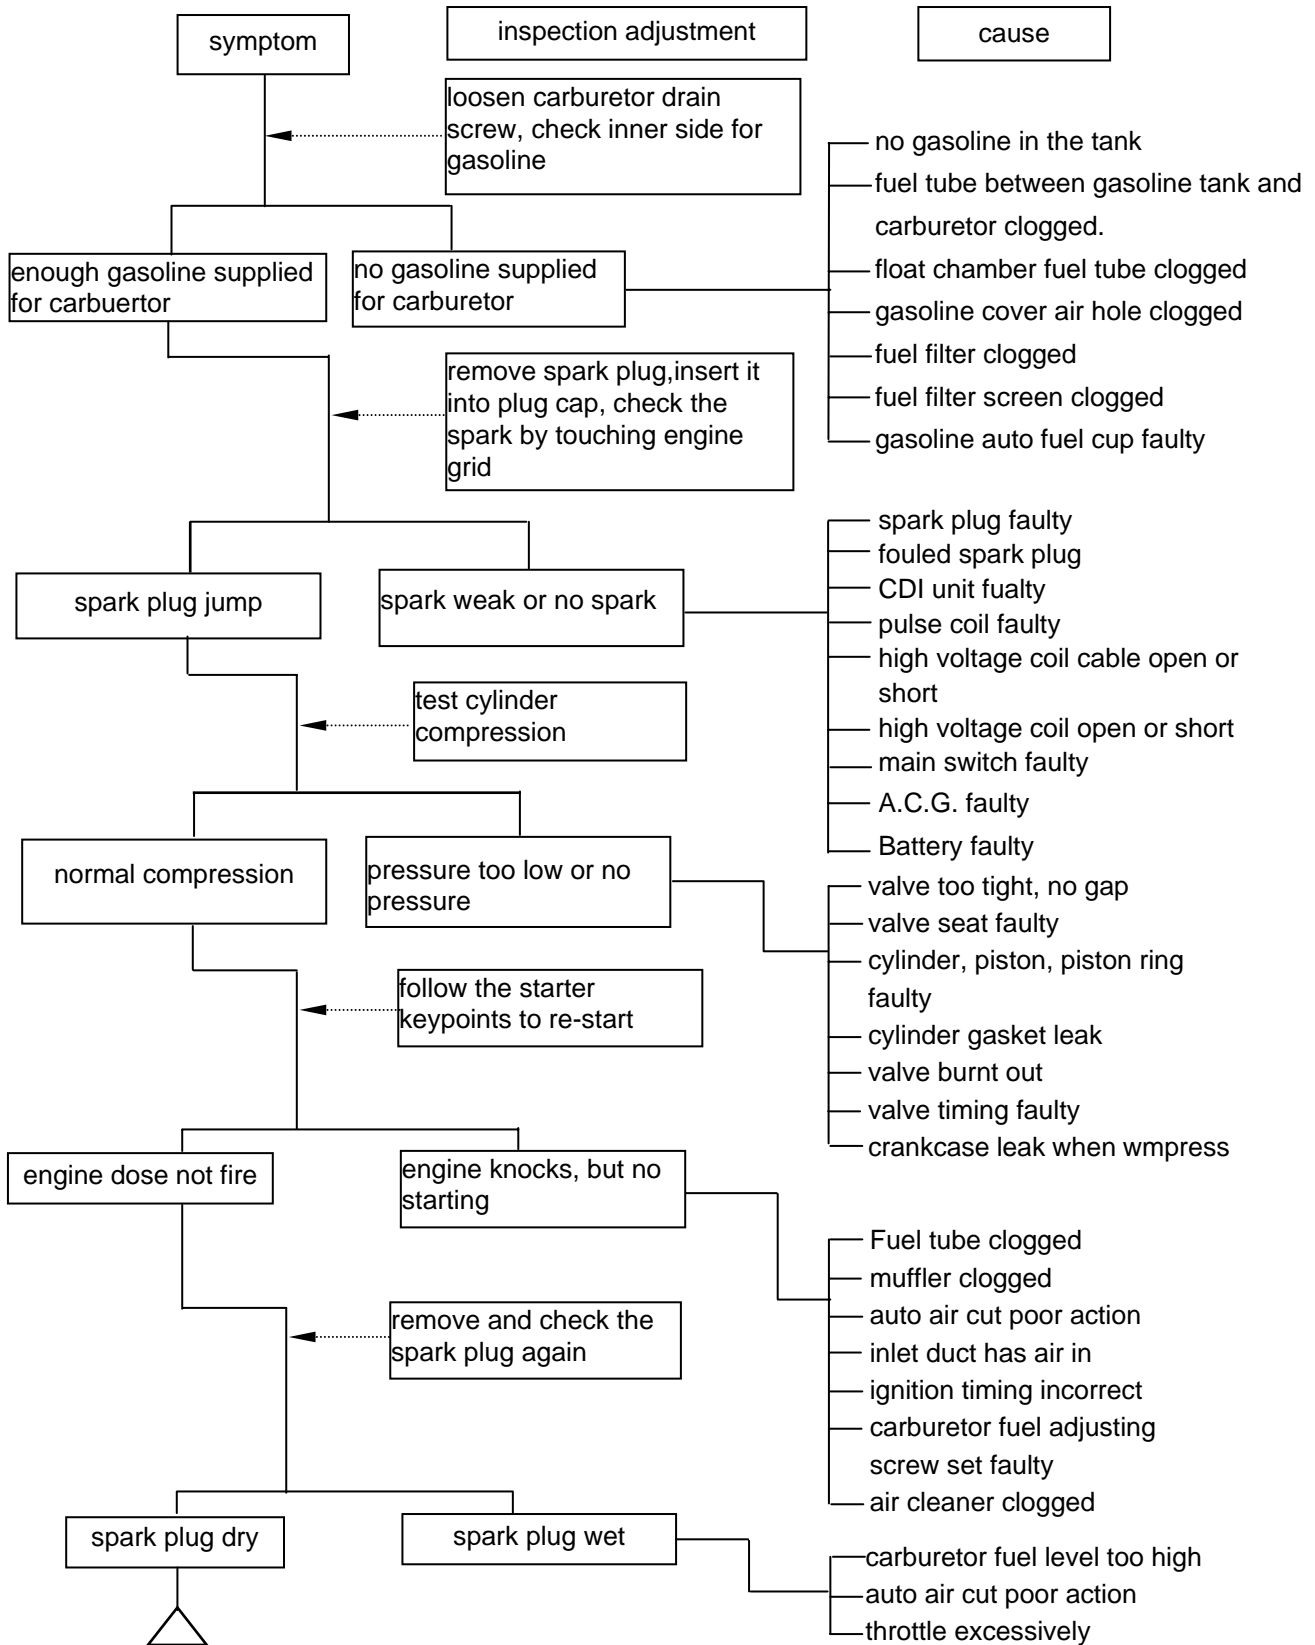 symptom
inspection adjustment
cause
loosen carburetor drain
screw, check inner side for
gasoline
enough gasoline supplied
for carbuertor
no gasoline supplied
for carburetor
no gasoline in the tank
fuel tube between gasoline tank and
carburetor clogged.
float chamber fuel tube clogged
gasoline cover air hole clogged
fuel filter clogged
fuel filter screen clogged
gasoline auto fuel cup faulty
remove spark plug,insert it
into plug cap, check the
spark by touching engine
grid
spark plug jump
spark weak or no spark
spark plug faulty
fouled spark plug
CDI unit fualty
pulse coil faulty
high voltage coil cable open or
short
high voltage coil open or short
main switch faulty
A.C.G. faulty
Battery faulty
test cylinder
compression
normal compression
pressure too low or no
pressure
valve too tight, no gap
valve seat faulty
cylinder, piston, piston ring
faulty
cylinder gasket leak
valve burnt out
valve timing faulty
crankcase leak when wmpress
follow the starter
keypoints to re-start
engine dose not fire
engine knocks, but no
starting
Fuel tube clogged
muffler clogged
auto air cut poor action
inlet duct has air in
ignition timing incorrect
carburetor fuel adjusting
screw set faulty
air cleaner clogged
remove and check the
spark plug again
spark plug dry
spark plug wet
carburetor fuel level too high
auto air cut poor action
throttle excessively